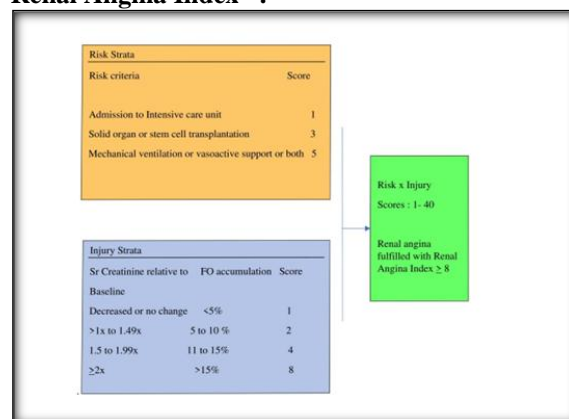 Renal Angina Index
Risk Strata
Risk criteria Score
Admission to Intensive care unit 1
Solid organ or stem cell transplantation 3
Mechanical ventilation or vasoactive support or both 5
Injury Strata
Sr Creatinine relative to FO accumulation Score
Baseline
Decreased or no change <5% 1
>1x to 1.49x 5 to 10 % 2
1.5 to 1.99x 11 to 15% 4
≥2x >15% 8
Risk x Injury
Scores : 1- 40
Renal angina
fulfilled with Renal
Angina Index ≥ 8